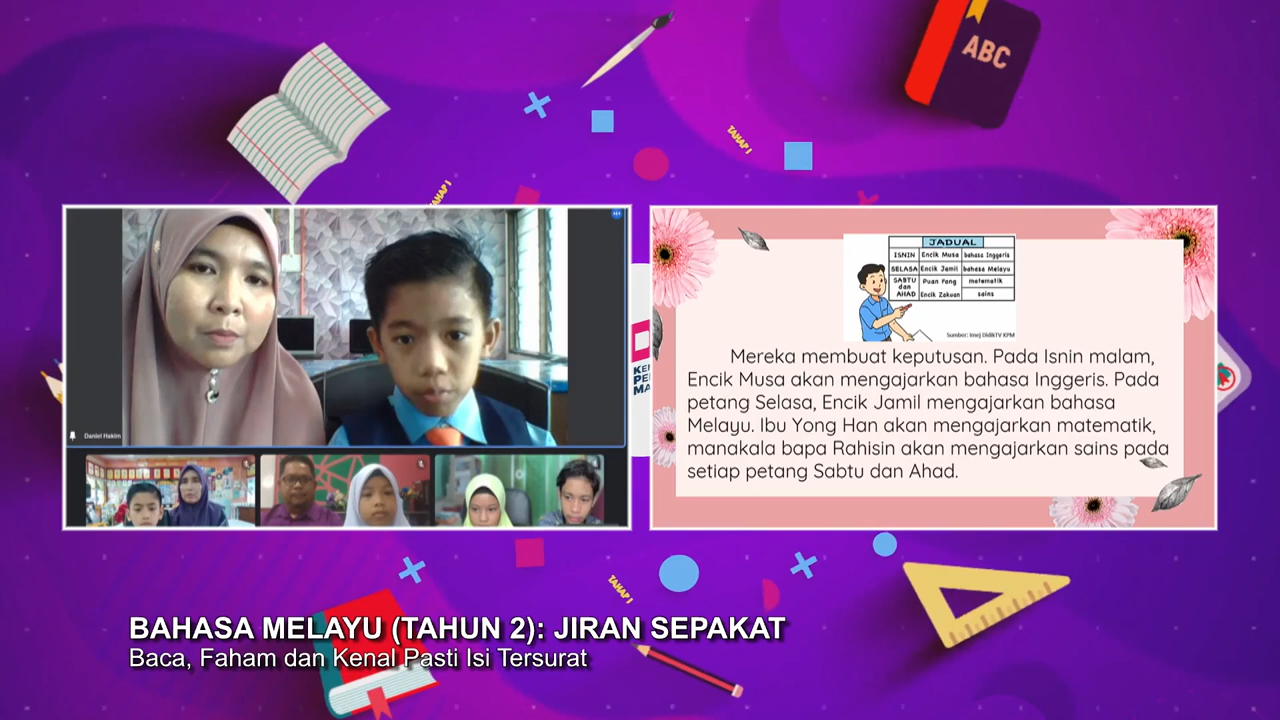 ABC
TAHAP 1
TAHAP 1
JADUAL
ISNIN Encik Musa bahasa Inggeris
SELASA Encik Jamil bahasa Melayu
SABTU dan AHAD Puan Fang matematik
Encik Zakuan sains
Sumber: Imej DidikTV KPM
Mereka membuat keputusan. Pada Isnin malam,
Encik Musa akan mengajarkan bahasa Inggeris. Pada
petang Selasa, Encik Jamil mengajarkan bahasa
Melayu. Ibu Yong Han akan mengajarkan matematik,
manakala bapa Rahisin akan mengajarkan sains pada
setiap petang Sabtu dan Ahad.
Daniel Hakim
TAHAP 1
BAHASA MELAYU (TAHUN 2): JIRAN SEPAKAT
Baca, Faham dan Kenal Pasti Isi Tersurat